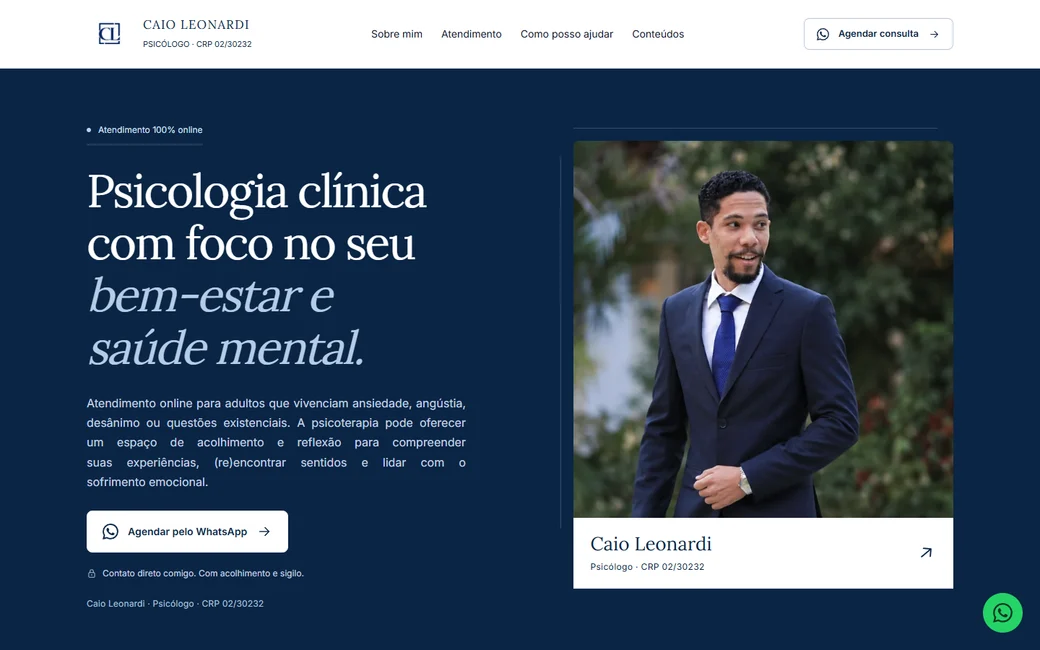 CL
CAIO LEONARDI
PSICÓLOGO · CRP 02/30232
Sobre mim
Atendimento
Como posso ajudar
Conteúdos
Agendar consulta →
Atendimento 100% online
Psicologia clínica
com foco no seu
bem-estar e
saúde mental.
Atendimento online para adultos que vivenciam ansiedade, angústia,
desânimo ou questões existenciais. A psicoterapia pode oferecer
um espaço de acolhimento e reflexão para compreender
suas experiências, (re)encontrar sentidos e lidar com o
sofrimento emocional.
Agendar pelo WhatsApp →
Contato direto comigo. Com acolhimento e sigilo.
Caio Leonardi · Psicólogo · CRP 02/30232
Caio Leonardi
Psicólogo · CRP 02/30232